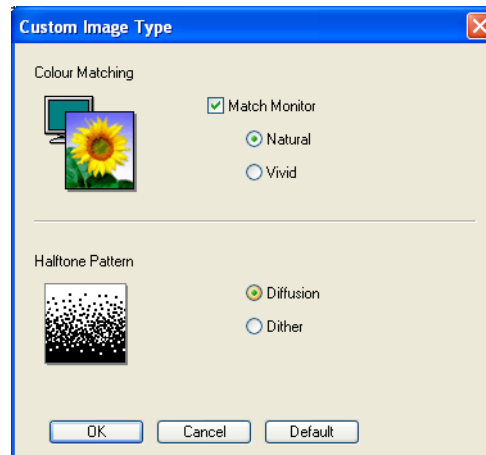 Custom Image Type
Colour Matching
Match Monitor
Natural
Vivid
Halftone Pattern
Diffusion
Dither
OK Cancel Default